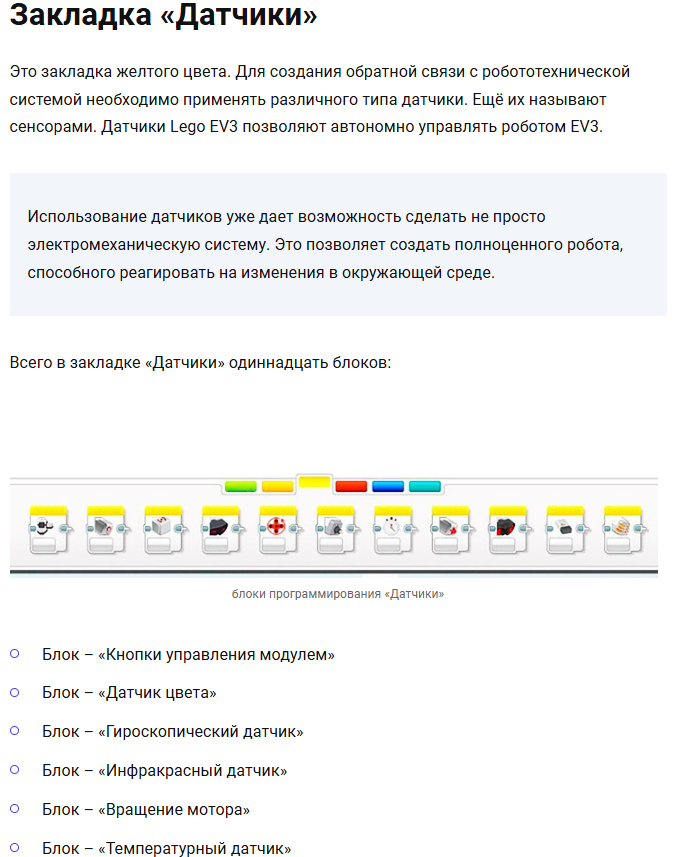 Закладка «Датчики»
Это закладка желтого цвета. Для создания обратной связи с робототехнической
системой необходимо применять различного типа датчики. Ещё их называют
сенсорами. Датчики Lego EV3 позволяют автономно управлять роботом EV3.
Использование датчиков уже дает возможность сделать не просто
электромеханическую систему. Это позволяет создать полноценного робота,
способного реагировать на изменения в окружающей среде.
Всего в закладке «Датчики» одиннадцать блоков:
блоки программирования «Датчики»
Блок – «Кнопки управления модулем»
Блок – «Датчик цвета»
Блок – «Гироскопический датчик»
Блок – «Инфракрасный датчик»
Блок – «Вращение мотора»
Блок – «Температурный датчик»